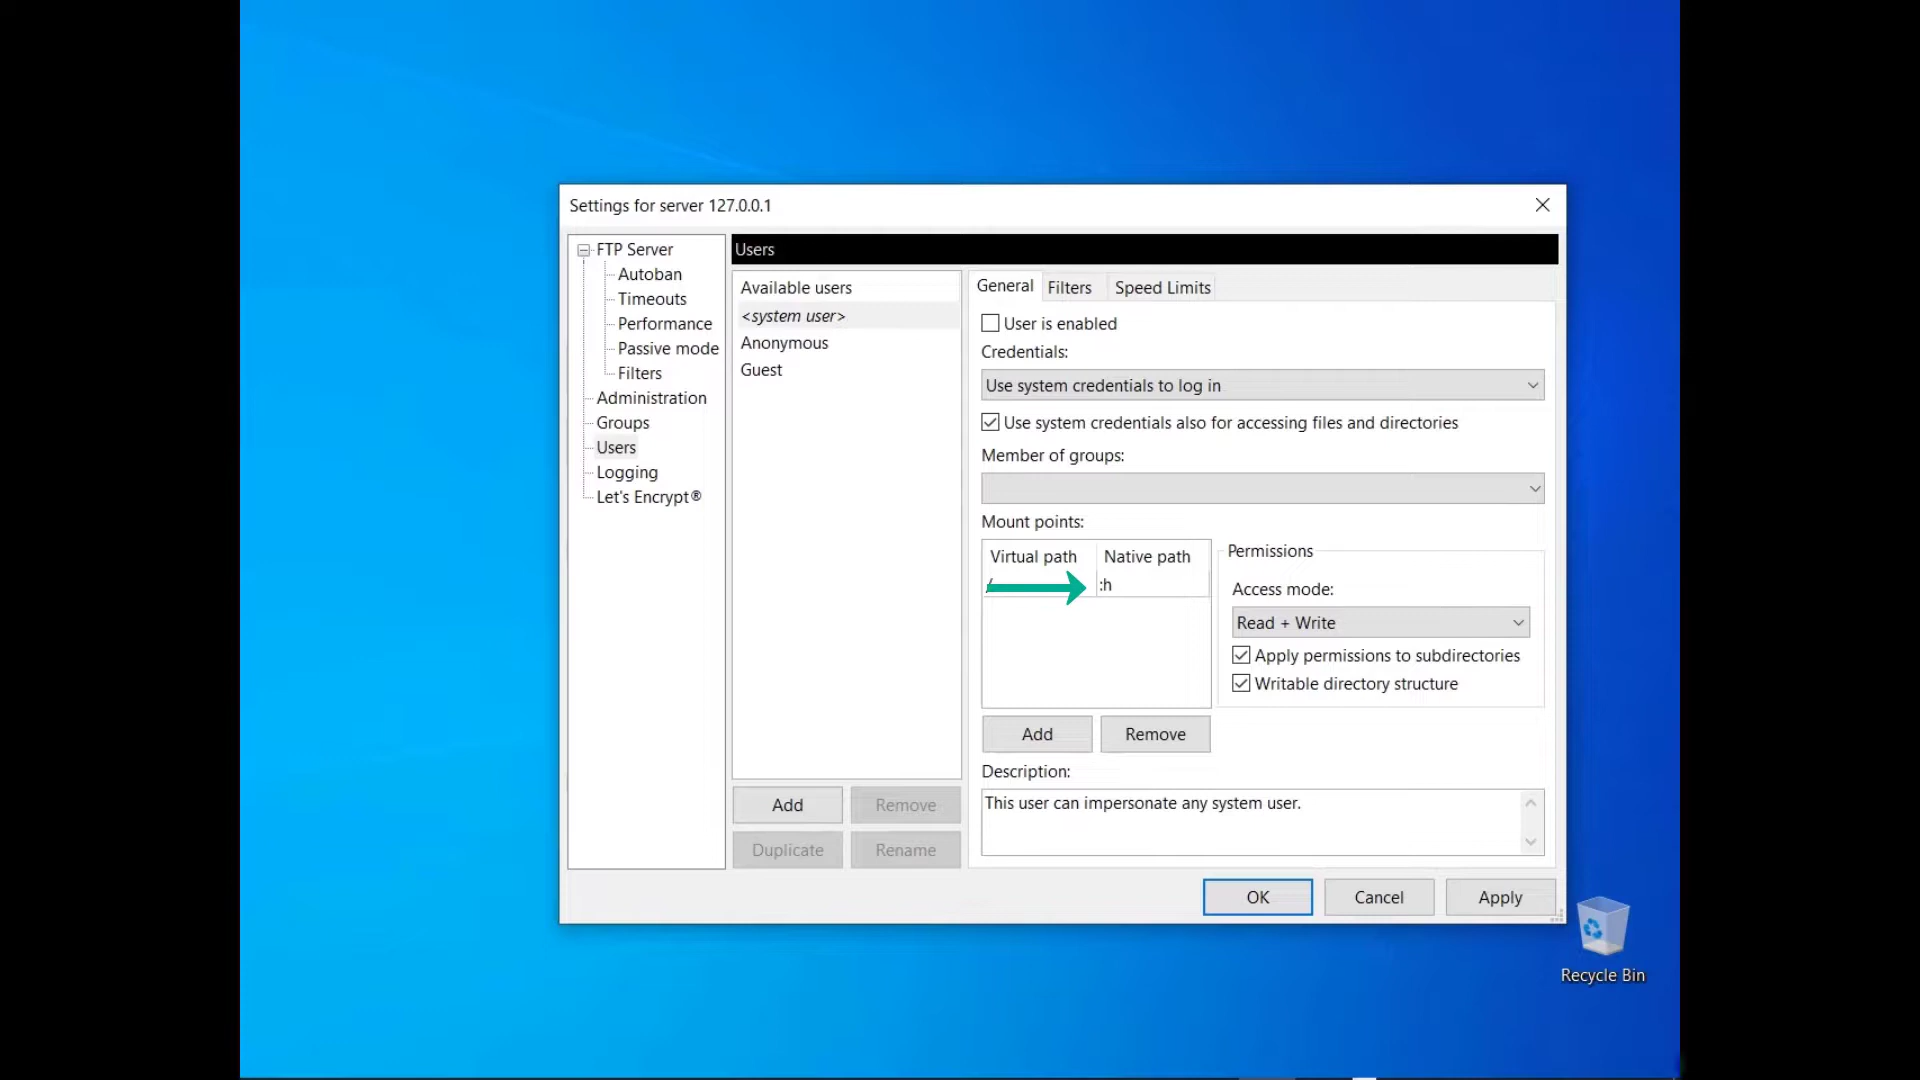 Settings for server 127.0.0.1
FTP Server
Autoban
Timeouts
Performance
Passive mode
Filters
Administration
Groups
Users
Logging
Let's Encrypt®
Users
Available users
<system user>
Anonymous
Guest
Add
Remove
Duplicate
Rename
General
Filters
Speed Limits
User is enabled
Credentials:
Use system credentials to log in
Use system credentials also for accessing files and directories
Member of groups:
Mount points:
Virtual path
Native path
/
:h
Add
Remove
Permissions
Access mode:
Read + Write
Apply permissions to subdirectories
Writable directory structure
Description:
This user can impersonate any system user.
OK
Cancel
Apply
Recycle Bin